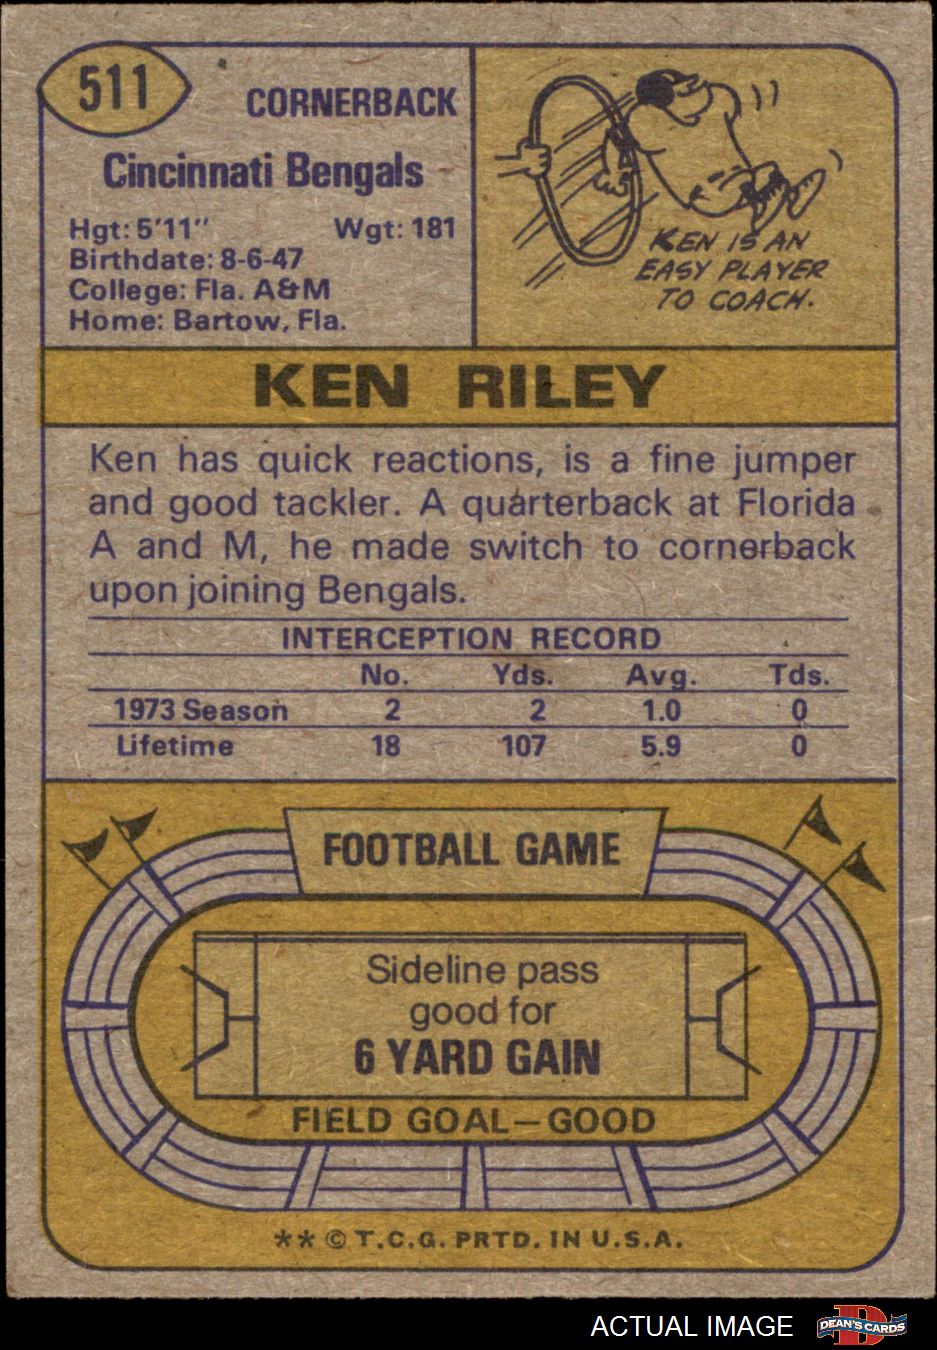 511
CORNERBACK
Cincinnati Bengals
Hgt: 5'11" Wgt: 181
Birthdate: 8-6-47
College: Fla. A&M
Home: Bartow, Fla.
KEN IS AN
EASY PLAYER
TO COACH.
KEN RILEY
Ken has quick reactions, is a fine jumper
and good tackler. A quarterback at Florida
A and M, he made switch to cornerback
upon joining Bengals.
INTERCEPTION RECORD
No. Yds. Avg. Tds.
1973 Season 2 2 1.0 0
Lifetime 18 107 5.9 0
FOOTBALL GAME
Sideline pass
good for
6 YARD GAIN
FIELD GOAL—GOOD
** © T.C.G. PRTD. IN U.S.A.
ACTUAL IMAGE
D
DEAN'S CARDS